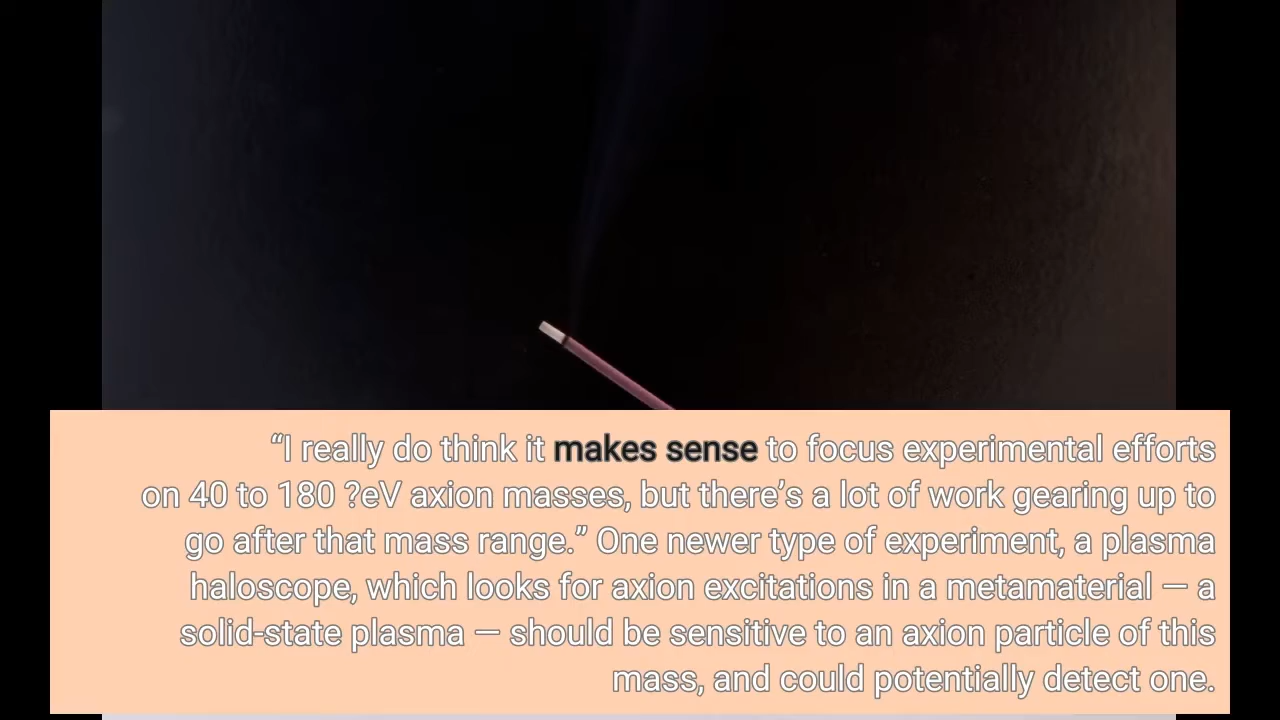 “I really do think it makes sense to focus experimental efforts
on 40 to 180 ?eV axion masses, but there’s a lot of work gearing up to
go after that mass range.” One newer type of experiment, a plasma
haloscope, which looks for axion excitations in a metamaterial — a
solid-state plasma — should be sensitive to an axion particle of this
mass, and could potentially detect one.